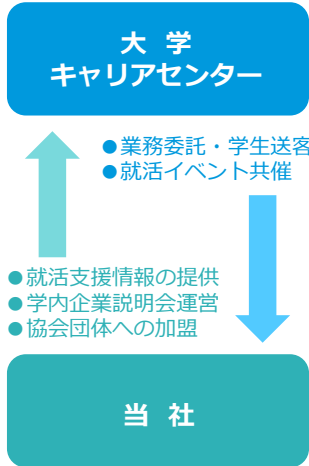 大 学
キャリアセンター
●業務委託・学生送客
●就活イベント共催
●就活支援情報の提供
●学内企業説明会運営
●協会団体への加盟
当 社